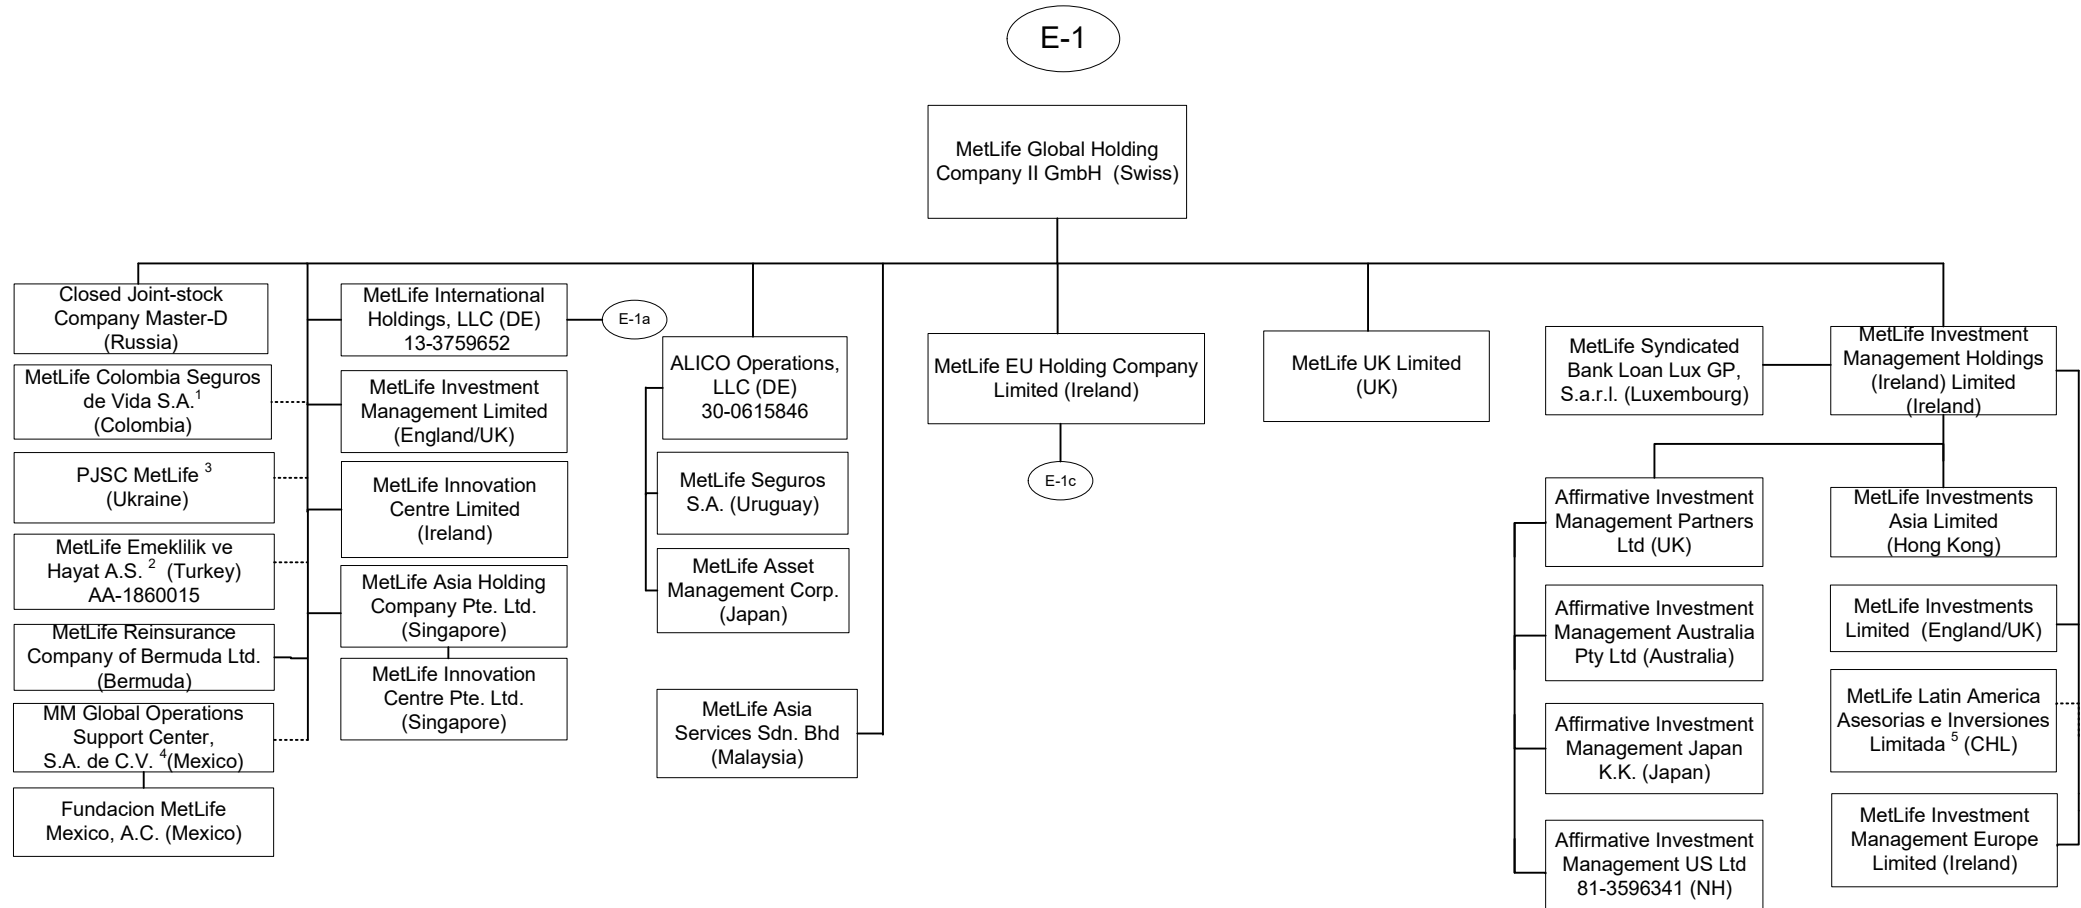 E-1
MetLife Global Holding
Company II GmbH (Swiss)
Closed Joint-stock
Company Master-D
(Russia)
MetLife Colombia Seguros
de Vida S.A.1
(Colombia)
PJSC MetLife 3
(Ukraine)
MetLife Emeklilik ve
Hayat A.S. 2 (Turkey)
AA-1860015
MetLife Reinsurance
Company of Bermuda Ltd.
(Bermuda)
MM Global Operations
Support Center,
S.A. de C.V. 4(Mexico)
Fundacion MetLife
Mexico, A.C. (Mexico)
MetLife International
Holdings, LLC (DE)
13-3759652
E-1a
MetLife Investment
Management Limited
(England/UK)
MetLife Innovation
Centre Limited
(Ireland)
MetLife Asia Holding
Company Pte. Ltd.
(Singapore)
MetLife Innovation
Centre Pte. Ltd.
(Singapore)
ALICO Operations,
LLC (DE)
30-0615846
MetLife Seguros
S.A. (Uruguay)
MetLife Asset
Management Corp.
(Japan)
MetLife Asia
Services Sdn. Bhd
(Malaysia)
MetLife EU Holding Company
Limited (Ireland)
E-1c
MetLife UK Limited
(UK)
MetLife Syndicated
Bank Loan Lux GP,
S.a.r.l. (Luxembourg)
MetLife Investment
Management Holdings
(Ireland) Limited
(Ireland)
Affirmative Investment
Management Partners
Ltd (UK)
Affirmative Investment
Management Australia
Pty Ltd (Australia)
Affirmative Investment
Management Japan
K.K. (Japan)
Affirmative Investment
Management US Ltd
81-3596341 (NH)
MetLife Investments
Asia Limited
(Hong Kong)
MetLife Investments
Limited (England/UK)
MetLife Latin America
Asesorias e Inversiones
Limitada 5 (CHL)
MetLife Investment
Management Europe
Limited (Ireland)